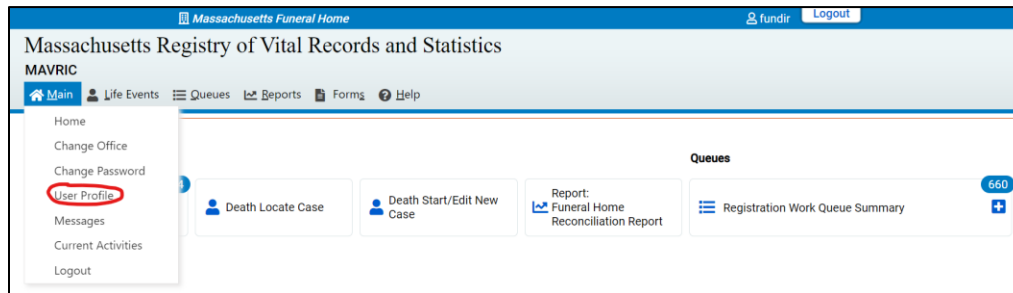 Massachusetts Funeral Home
fundir
Logout
Massachusetts Registry of Vital Records and Statistics
MAVRIC
Main Life Events Queues Reports Forms Help
Home
Change Office
Change Password
User Profile
Messages
Current Activities
Logout
Queues
Death Locate Case
Death Start/Edit New
Case
Report:
Funeral Home
Reconciliation Report
Registration Work Queue Summary
660